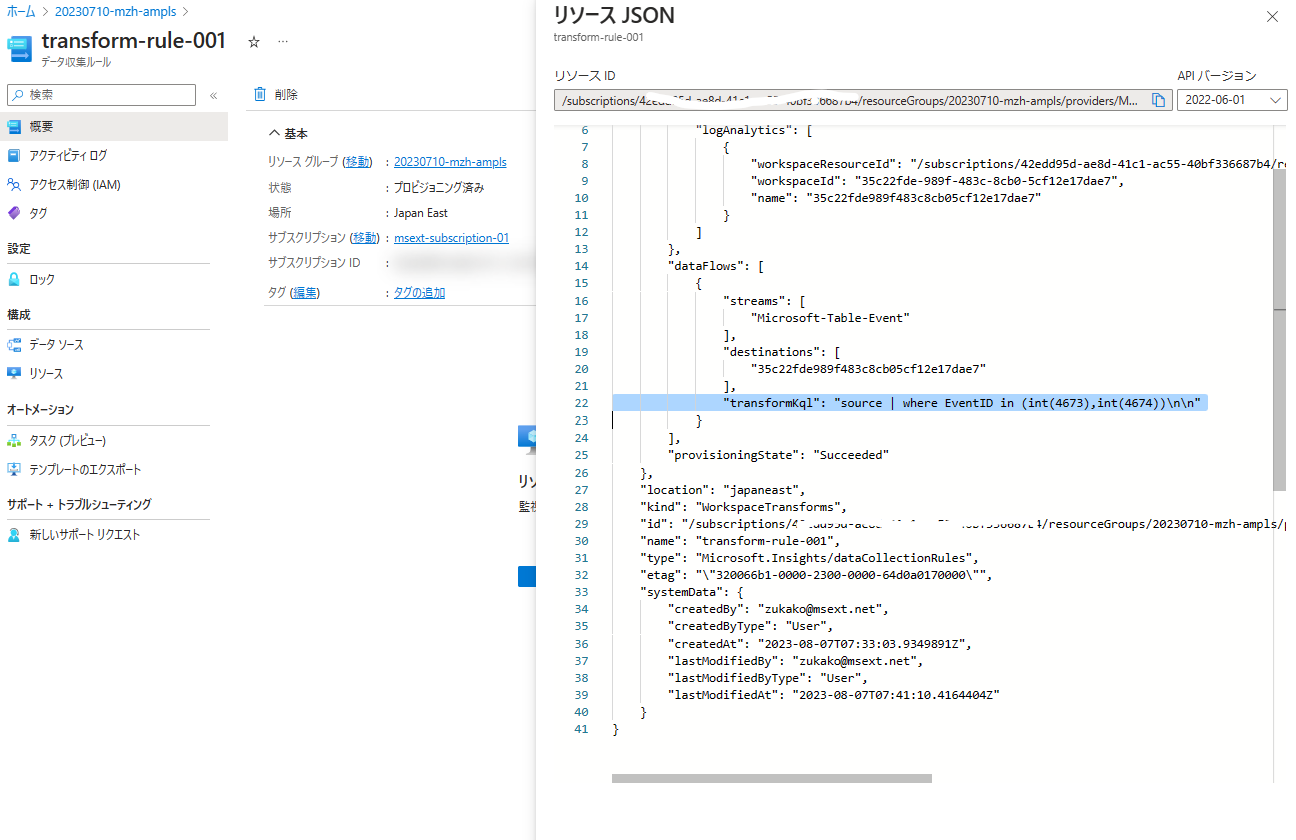 ホーム > 20230710-mzh-ampls >
transform-rule-001
データ収集ルール
検索
«
概要
アクティビティ ログ
アクセス制御 (IAM)
タグ
設定
ロック
構成
データ ソース
リソース
オートメーション
タスク (プレビュー)
テンプレートのエクスポート
サポート + トラブルシューティング
新しいサポート リクエスト
削除
基本
リソース グループ (移動) : 20230710-mzh-ampls
状態 : プロビジョニング済み
場所 : Japan East
サブスクリプション (移動) : msext-subscription-01
サブスクリプション ID :
タグ (編集) : タグの追加
リソース JSON
transform-rule-001
リソース ID
API バージョン
/resourceGroups/20230710-mzh-ampls/providers/M...
2022-06-01
6 "logAnalytics": [
7 {
8 "workspaceResourceId": "/subscriptions/42edd95d-ae8d-41c1-ac55-40bf336687b4/re
9 "workspaceId": "35c22fde-989f-483c-8cb0-5cf12e17dae7",
10 "name": "35c22fde989f483c8cb05cf12e17dae7"
11 }
12 ]
13 },
14 "dataFlows": [
15 {
16 "streams": [
17 "Microsoft-Table-Event"
18 ],
19 "destinations": [
20 "35c22fde989f483c8cb05cf12e17dae7"
21 ],
22 "transformKql": "source | where EventID in (int(4673),int(4674))\n\n"
23 }
24 ],
25 "provisioningState": "Succeeded"
26 },
27 "location": "japaneast",
28 "kind": "WorkspaceTransforms",
29 "id": /resourceGroups/20230710-mzh-ampls/p
30 "name": "transform-rule-001",
31 "type": "Microsoft.Insights/dataCollectionRules",
32 "etag": "\"320066b1-0000-2300-0000-64d0a0170000\"",
33 "systemData": {
34 "createdBy": "zukako@msext.net",
35 "createdByType": "User",
36 "createdAt": "2023-08-07T07:33:03.9349891Z",
37 "lastModifiedBy": "zukako@msext.net",
38 "lastModifiedByType": "User",
39 "lastModifiedAt": "2023-08-07T07:41:10.4164404Z"
40 }
41 }